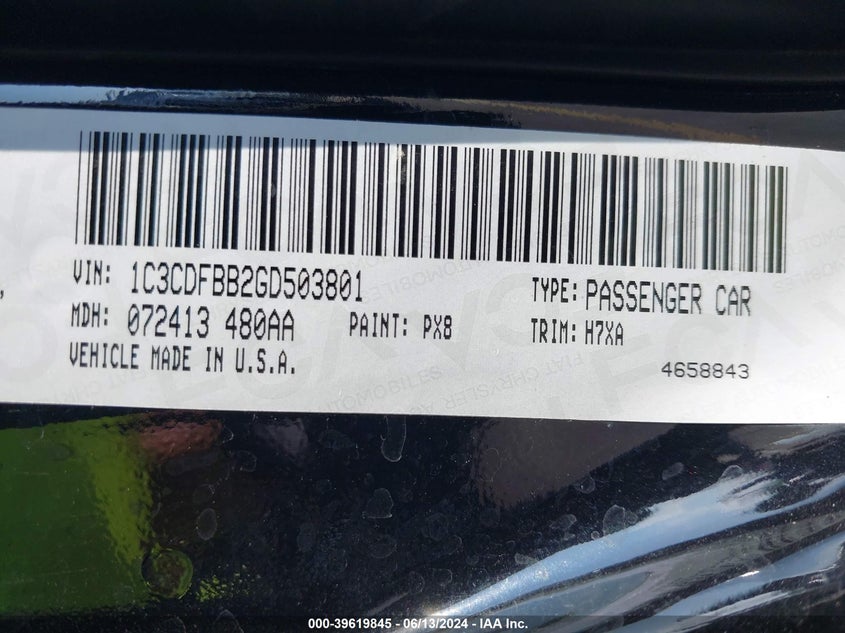 VIN: 1C3CDFBB2GD503801 TYPE: PASSENGER CAR
MDH: 072413 480AA PAINT: PX8 TRIM: H7XA
VEHICLE MADE IN U.S.A. 4658843
000-39619845 - 06/13/2024 - IAA Inc.